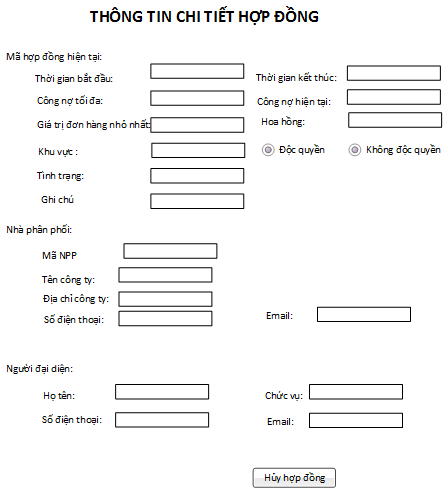 THÔNG TIN CHI TIẾT HỢP ĐỒNG
Mã hợp đồng hiện tại:
Thời gian bắt đầu: Thời gian kết thúc:
Công nợ tối đa: Công nợ hiện tại:
Giá trị đơn hàng nhỏ nhất: Hoa hồng:
Khu vực : Độc quyền Không độc quyền
Tình trạng:
Ghi chú
Nhà phân phối:
Mã NPP
Tên công ty:
Địa chỉ công ty:
Số điện thoại: Email:
Người đại diện:
Họ tên: Chức vụ:
Số điện thoại: Email:
Hủy hợp đồng